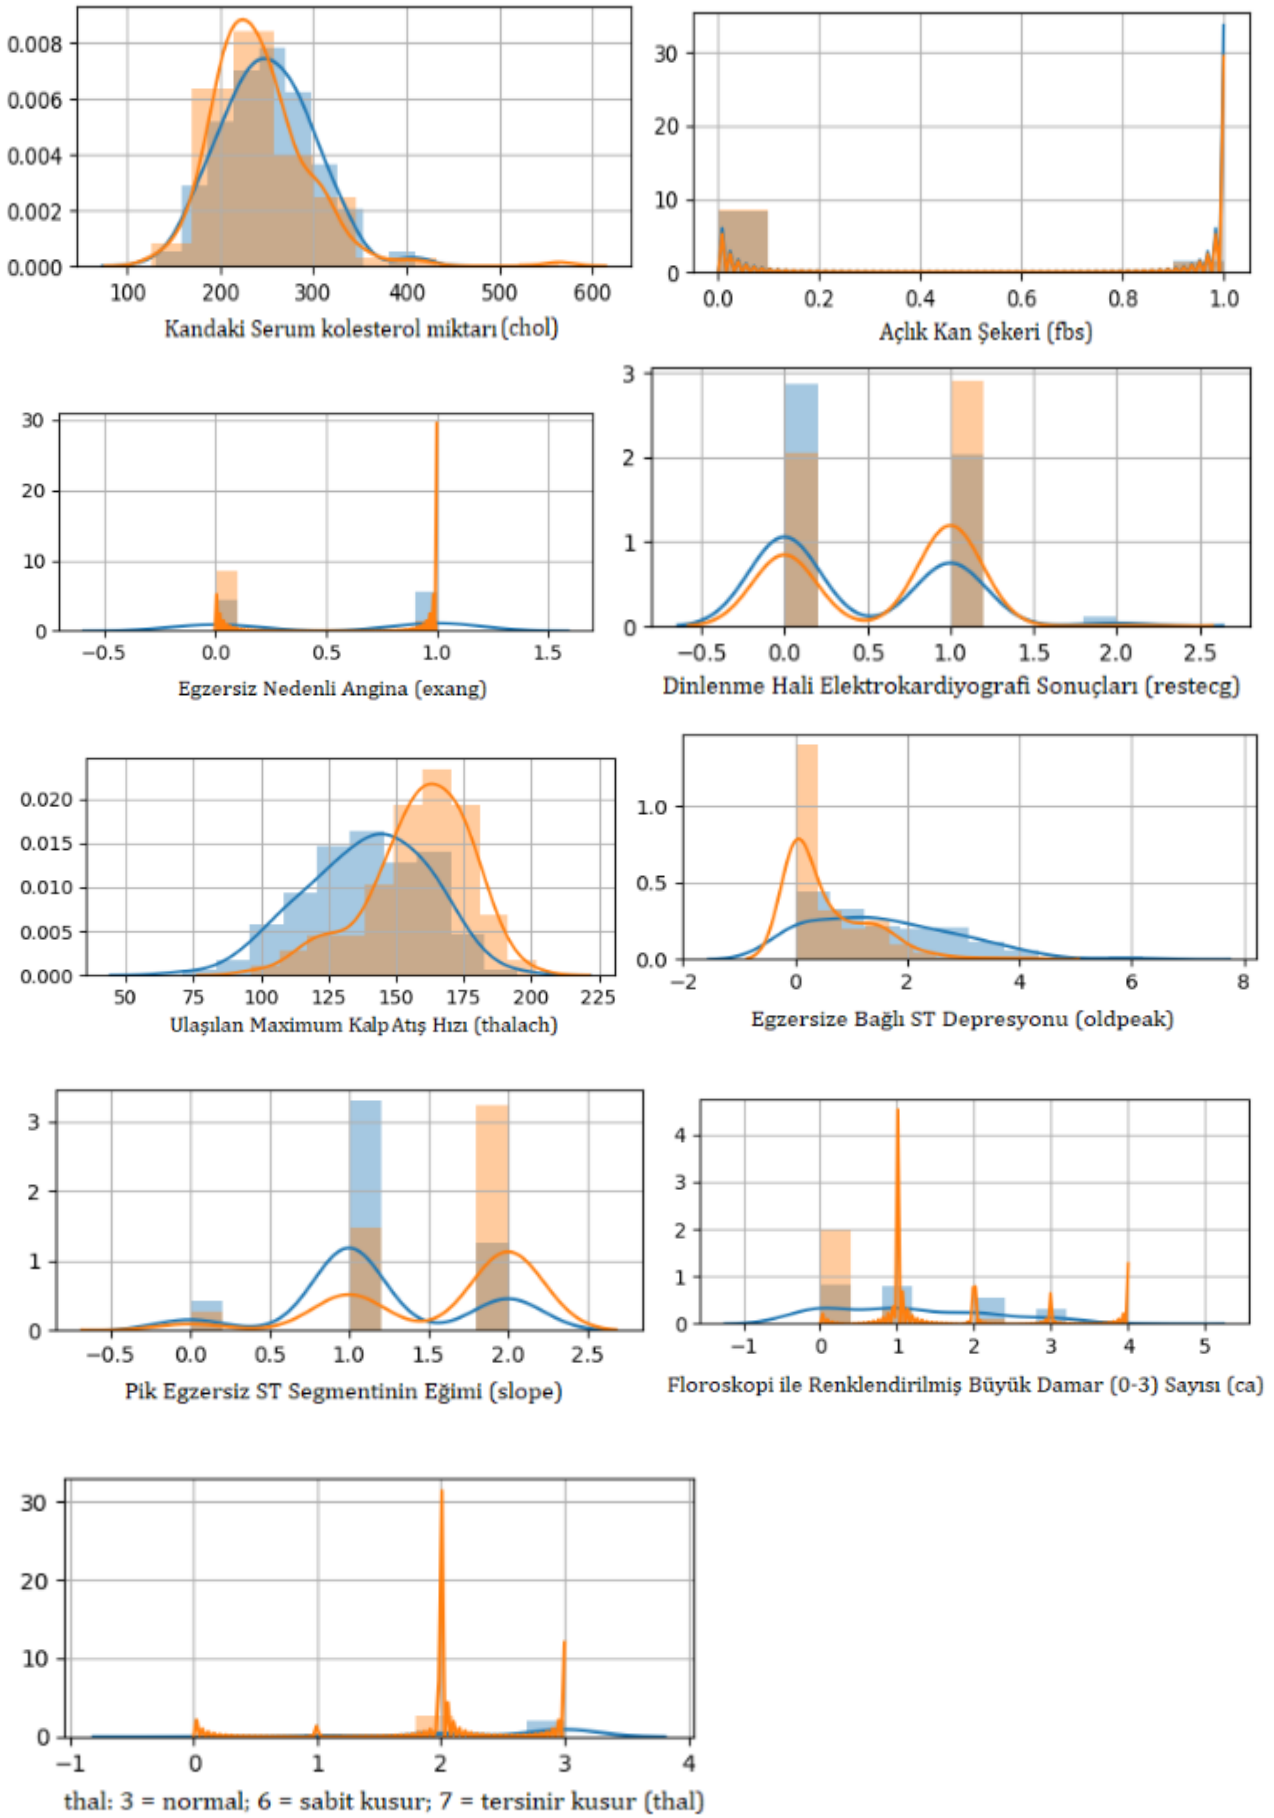 0.008
0.006
0.004
0.002
0.000
100 200 300 400 500 600
Kandaki Serum kolesterol miktarı (chol)
30
20
10
0
0.0 0.2 0.4 0.6 0.8 1.0
Açlık Kan Şekeri (fbs)
30
20
10
0
−0.5 0.0 0.5 1.0 1.5
Egzersiz Nedenli Angina (exang)
3
2
1
0
−0.5 0.0 0.5 1.0 1.5 2.0 2.5
Dinlenme Hali Elektrokardiyografi Sonuçları (restecg)
0.020
0.015
0.010
0.005
0.000
50 75 100 125 150 175 200 225
Ulaşılan Maximum Kalp Atış Hızı (thalach)
1.0
0.5
0.0
−2 0 2 4 6 8
Egzersize Bağlı ST Depresyonu (oldpeak)
3
2
1
0
−0.5 0.0 0.5 1.0 1.5 2.0 2.5
Pik Egzersiz ST Segmentinin Eğimi (slope)
4
3
2
1
0
−1 0 1 2 3 4 5
Floroskopi ile Renklendirilmiş Büyük Damar (0-3) Sayısı (ca)
30
20
10
0
−1 0 1 2 3 4
thal: 3 = normal; 6 = sabit kusur; 7 = tersinir kusur (thal)